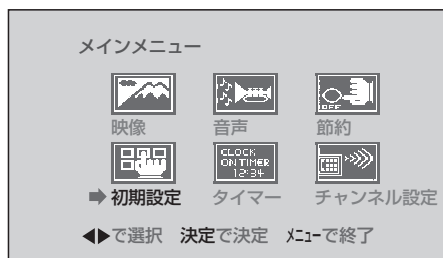 メインメニュー
OFF
映像 音声 節約
CLOCK
ON TIMER
12:34
➡ 初期設定 タイマー チャンネル設定
◀▶で選択 決定で決定 メニューで終了